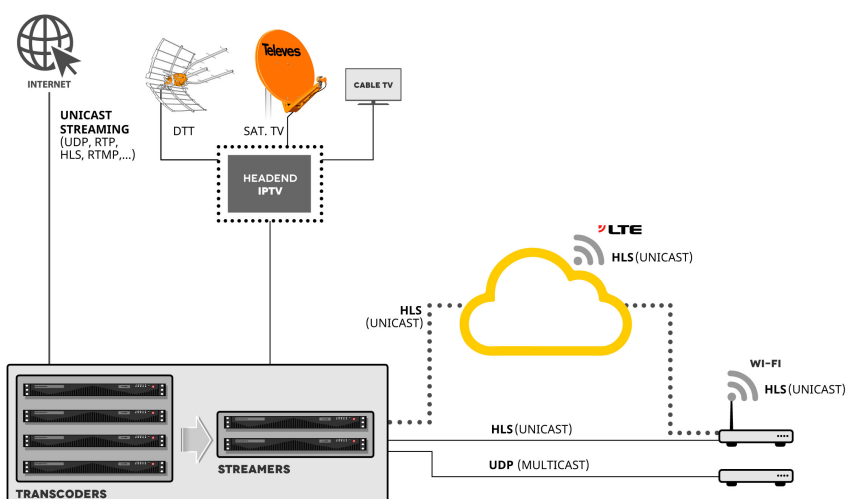 Televes
INTERNET
CABLE TV
UNICAST
STREAMING
(UDP, RTP,
HLS, RTMP,...)
DTT
SAT. TV
HEADEND
IPTV
LTE
HLS (UNICAST)
HLS
(UNICAST)
WI-FI
HLS (UNICAST)
HLS (UNICAST)
UDP (MULTICAST)
STREAMERS
TRANSCODERS